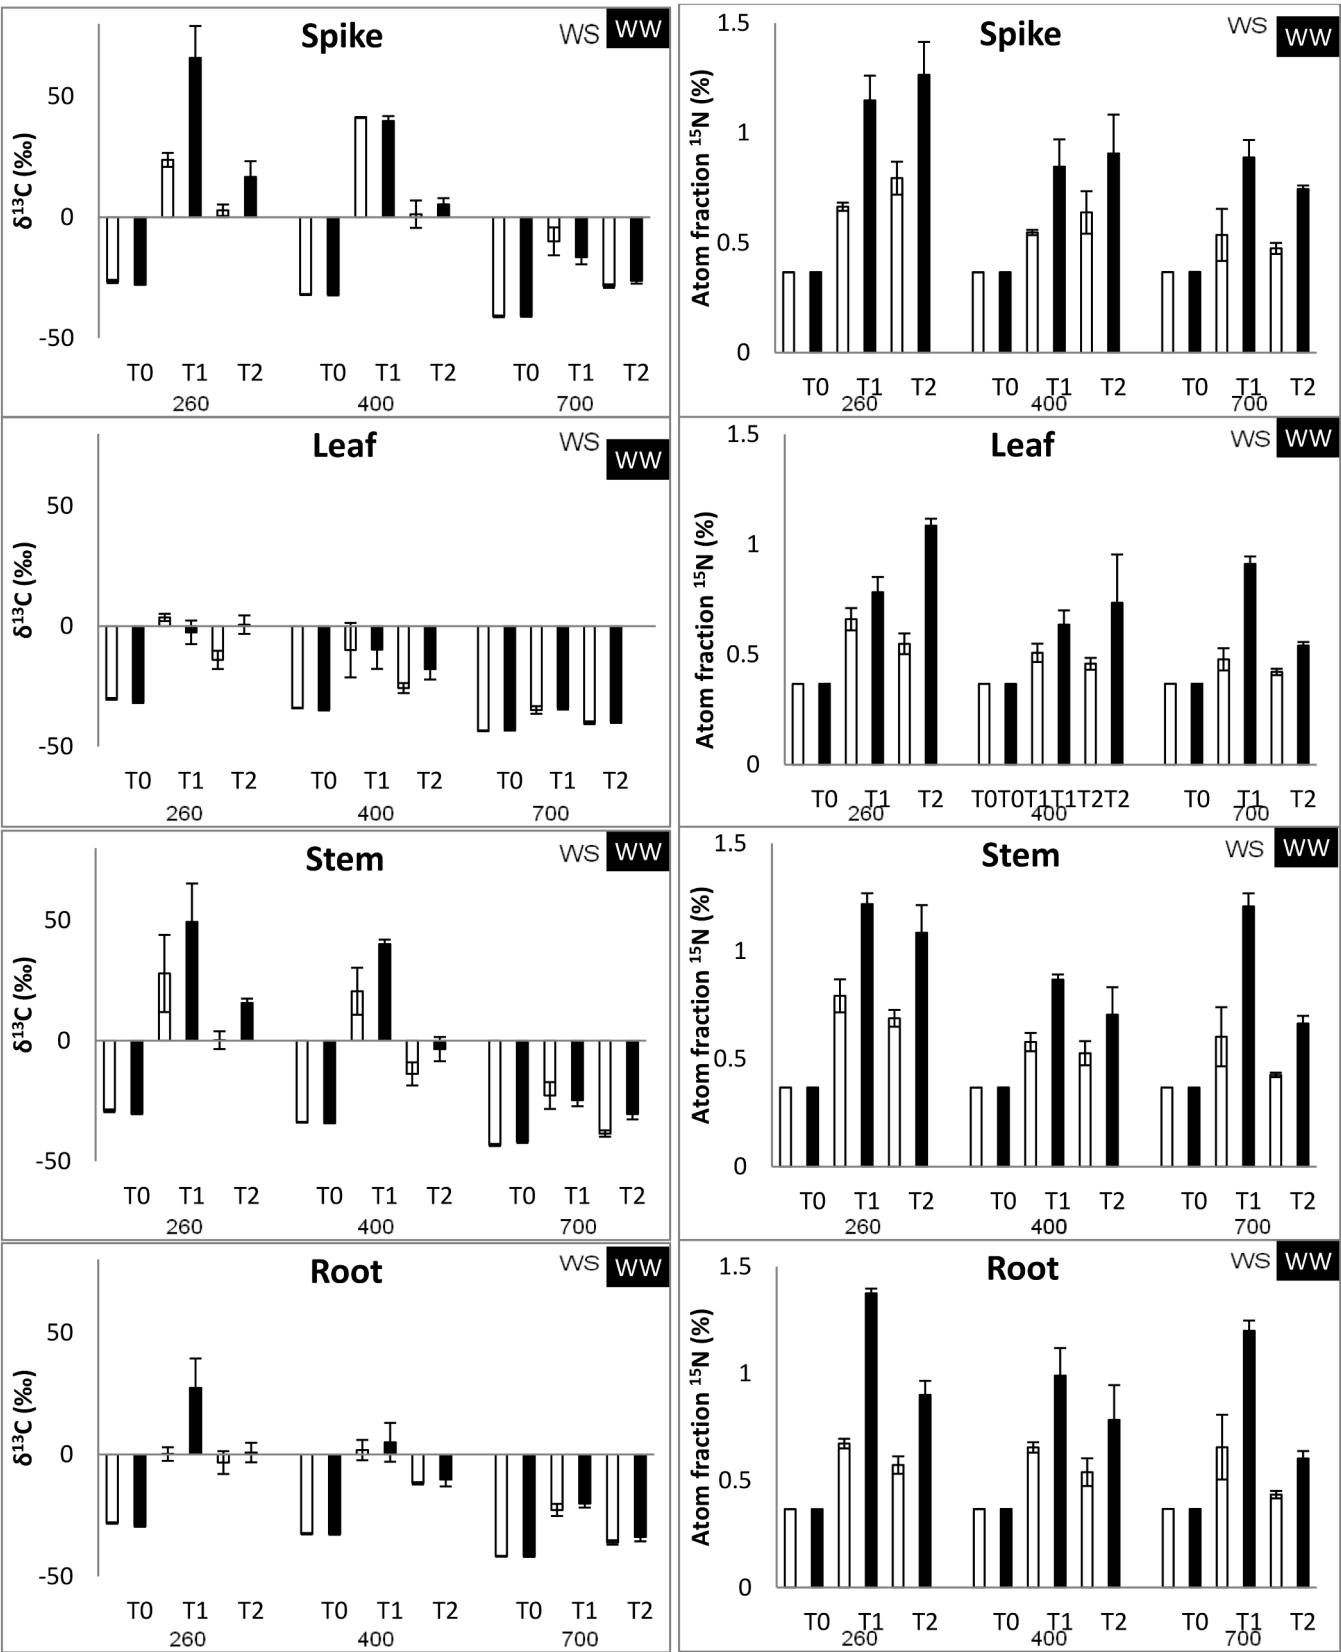 Spike
WS WW
50
0
-50
δ¹³C (‰)
T0 T1 T2 T0 T1 T2 T0 T1 T2
260 400 700
Spike
WS WW
1.5
1
0.5
0
Atom fraction ¹⁵N (%)
T0 T1 T2 T0 T1 T2 T0 T1 T2
260 400 700
Leaf
WS WW
50
0
-50
δ¹³C (‰)
T0 T1 T2 T0 T1 T2 T0 T1 T2
260 400 700
Leaf
WS WW
1.5
1
0.5
0
Atom fraction ¹⁵N (%)
T0 T1 T2 T0T0T1T1T2T2 T0 T1 T2
260 400 700
Stem
WS WW
50
0
-50
δ¹³C (‰)
T0 T1 T2 T0 T1 T2 T0 T1 T2
260 400 700
Stem
WS WW
1.5
1
0.5
0
Atom fraction ¹⁵N (%)
T0 T1 T2 T0 T1 T2 T0 T1 T2
260 400 700
Root
WS WW
50
0
-50
δ¹³C (‰)
T0 T1 T2 T0 T1 T2 T0 T1 T2
260 400 700
Root
WS WW
1.5
1
0.5
0
Atom fraction ¹⁵N (%)
T0 T1 T2 T0 T1 T2 T0 T1 T2
260 400 700